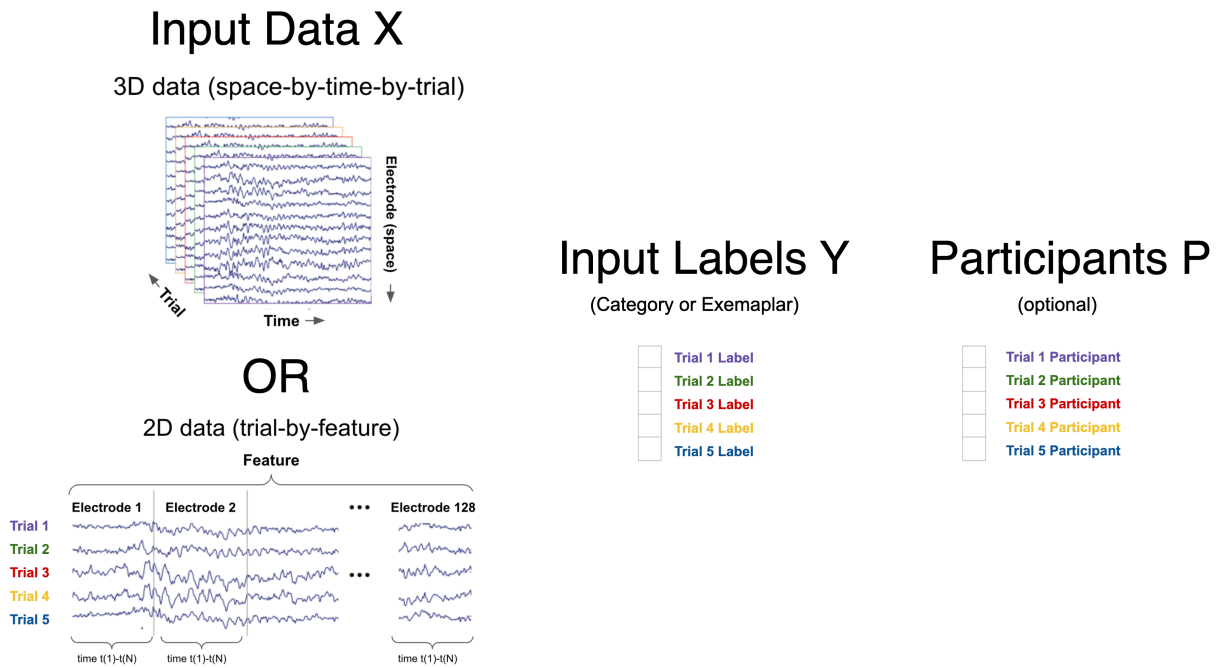 Input Data X
3D data (space-by-time-by-trial)
Electrode (space)
Trial
Time
OR
2D data (trial-by-feature)
Feature
Electrode 1
Electrode 2
•••
Electrode 128
Trial 1
Trial 2
Trial 3
•••
Trial 4
Trial 5
time t(1)-t(N)
time t(1)-t(N)
time t(1)-t(N)
Input Labels Y
(Category or Exemaplar)
Trial 1 Label
Trial 2 Label
Trial 3 Label
Trial 4 Label
Trial 5 Label
Participants P
(optional)
Trial 1 Participant
Trial 2 Participant
Trial 3 Participant
Trial 4 Participant
Trial 5 Participant